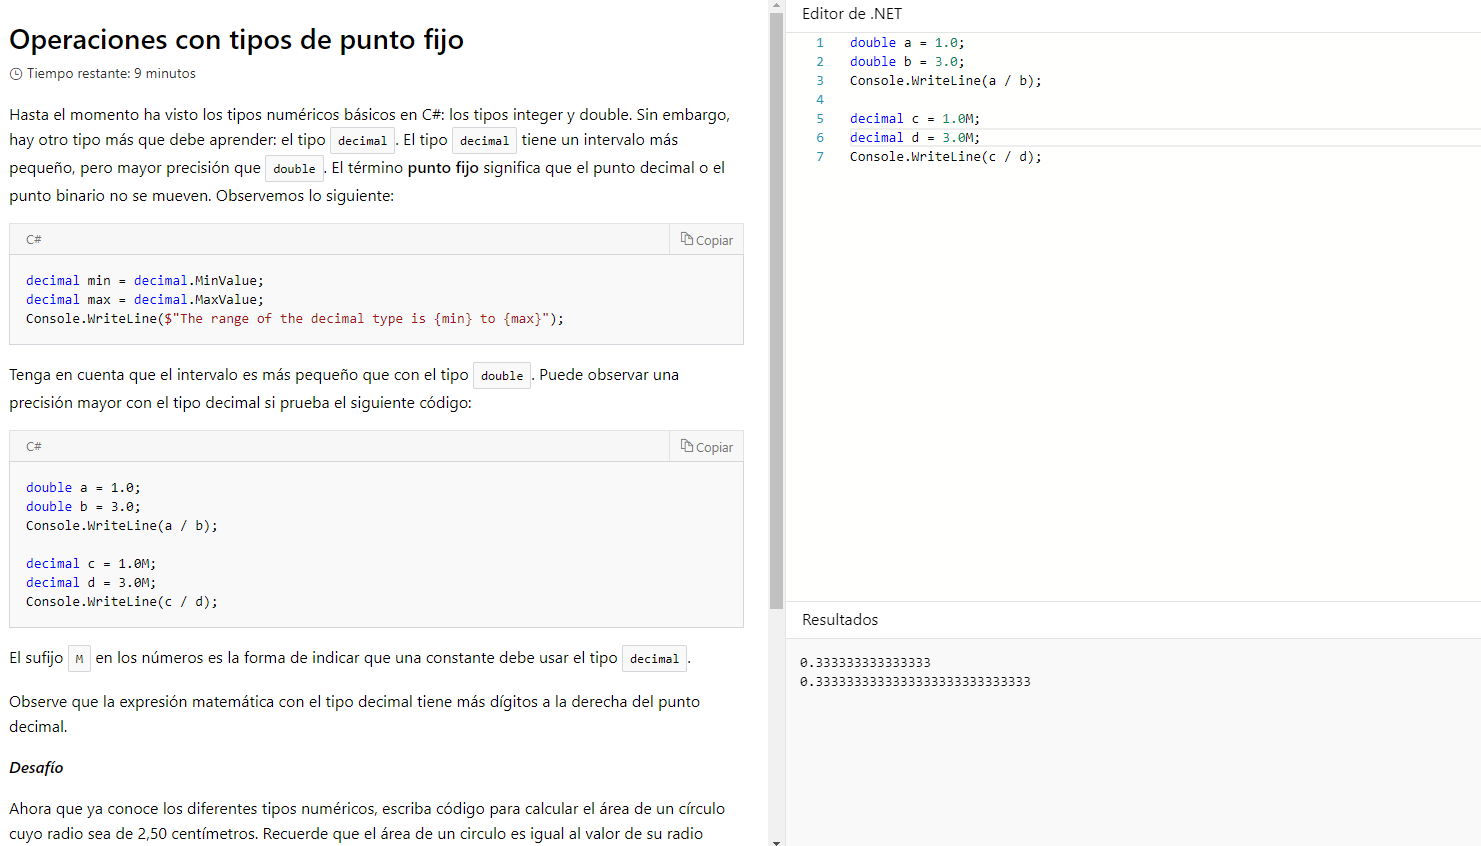 Operaciones con tipos de punto fijo
Tiempo restante: 9 minutos
Hasta el momento ha visto los tipos numéricos básicos en C#: los tipos integer y double. Sin embargo,
hay otro tipo más que debe aprender: el tipo decimal. El tipo decimal tiene un intervalo más
pequeño, pero mayor precisión que double. El término punto fijo significa que el punto decimal o el
punto binario no se mueven. Observemos lo siguiente:
C#
Copiar
decimal min = decimal.MinValue;
decimal max = decimal.MaxValue;
Console.WriteLine($"The range of the decimal type is {min} to {max}");
Tenga en cuenta que el intervalo es más pequeño que con el tipo double. Puede observar una
precisión mayor con el tipo decimal si prueba el siguiente código:
C#
Copiar
double a = 1.0;
double b = 3.0;
Console.WriteLine(a / b);
decimal c = 1.0M;
decimal d = 3.0M;
Console.WriteLine(c / d);
El sufijo M en los números es la forma de indicar que una constante debe usar el tipo decimal.
Observe que la expresión matemática con el tipo decimal tiene más dígitos a la derecha del punto
decimal.
Desafío
Ahora que ya conoce los diferentes tipos numéricos, escriba código para calcular el área de un círculo
cuyo radio sea de 2,50 centímetros. Recuerde que el área de un circulo es igual al valor de su radio
Editor de .NET
1 double a = 1.0;
2 double b = 3.0;
3 Console.WriteLine(a / b);
4
5 decimal c = 1.0M;
6 decimal d = 3.0M;
7 Console.WriteLine(c / d);
Resultados
0.333333333333333
0.3333333333333333333333333333